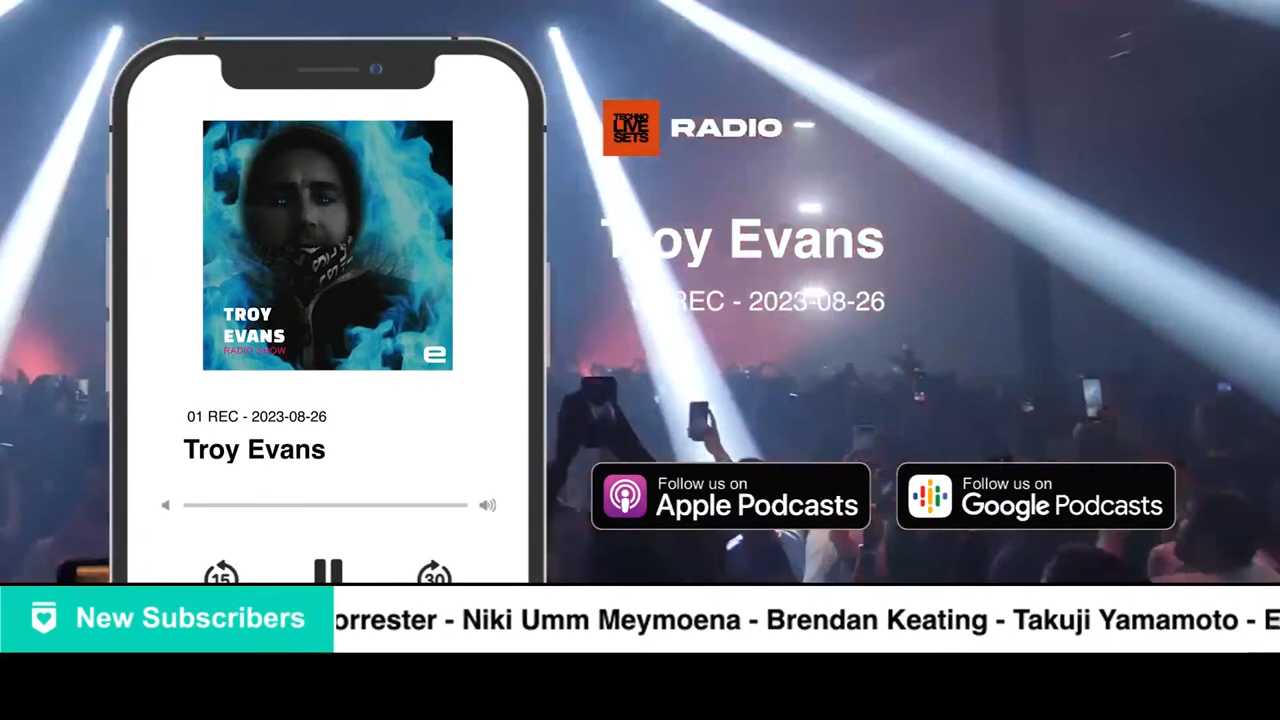 TROY
EVANS
RADIO SHOW
e
01 REC - 2023-08-26
Troy Evans
15
30
TECHNO
LIVE
SETS
RADIO
Troy Evans
01 REC - 2023-08-26
Follow us on
Apple Podcasts
Follow us on
Google Podcasts
New Subscribers
orrester - Niki Umm Meymoena - Brendan Keating - Takuji Yamamoto - E